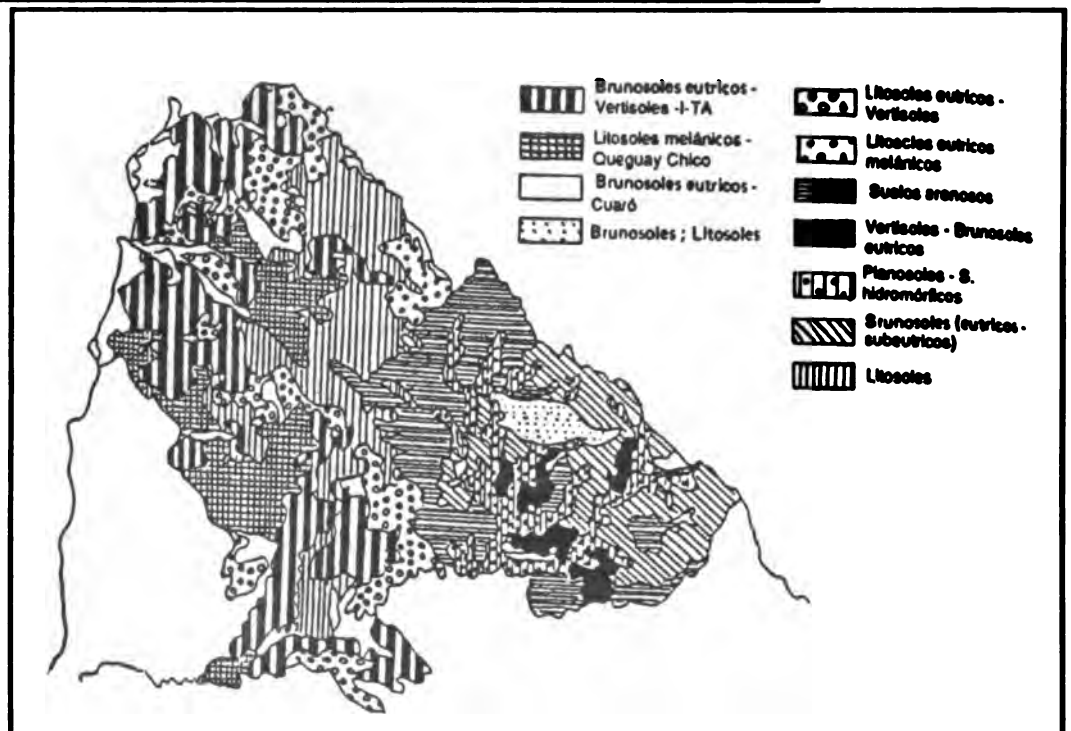 Brunosoles eutricos -
Vertisoles -I-TA
Litosoles melánicos -
Queguay Chico
Brunosoles eutricos -
Cuaró
Brunosoles ; Litosoles
Litosoles eutricos -
Vertisoles
Litosoles eutricos
melánicos
Suelos arenosos
Vertisoles - Brunosoles
eutricos
Planosoles - S.
hidromórficos
Brunosoles (eutricos -
subeutricos)
Litosoles